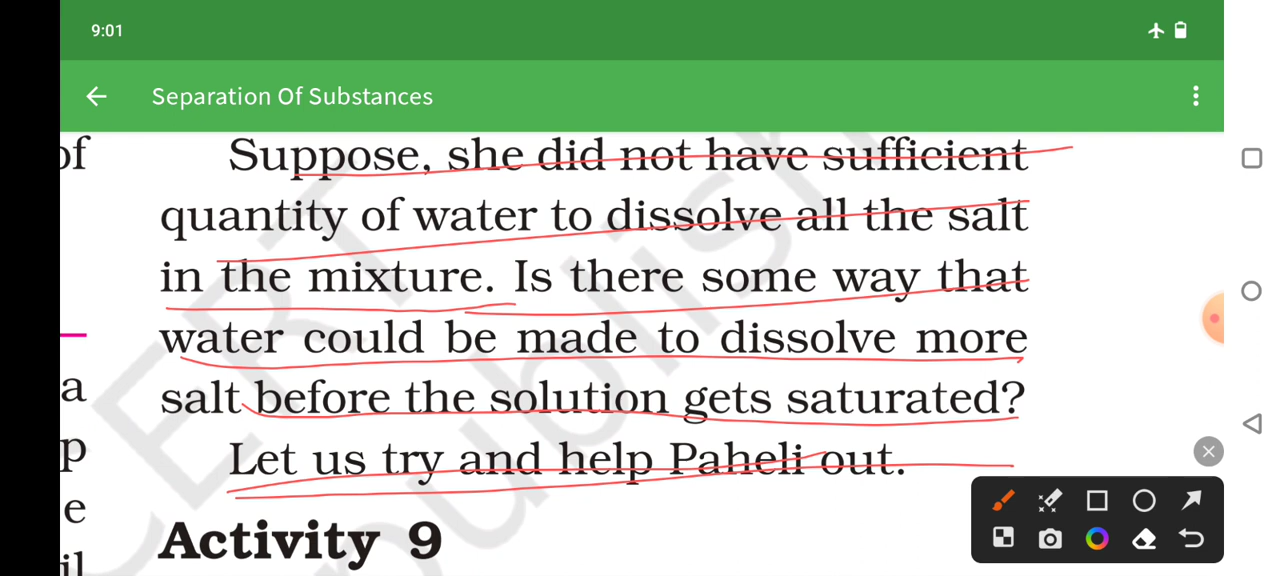 9:01
Separation Of Substances
of
Suppose, she did not have sufficient
quantity of water to dissolve all the salt
in the mixture. Is there some way that
water could be made to dissolve more
a
salt before the solution gets saturated?
p
Let us try and help Paheli out.
e
Activity 9
il